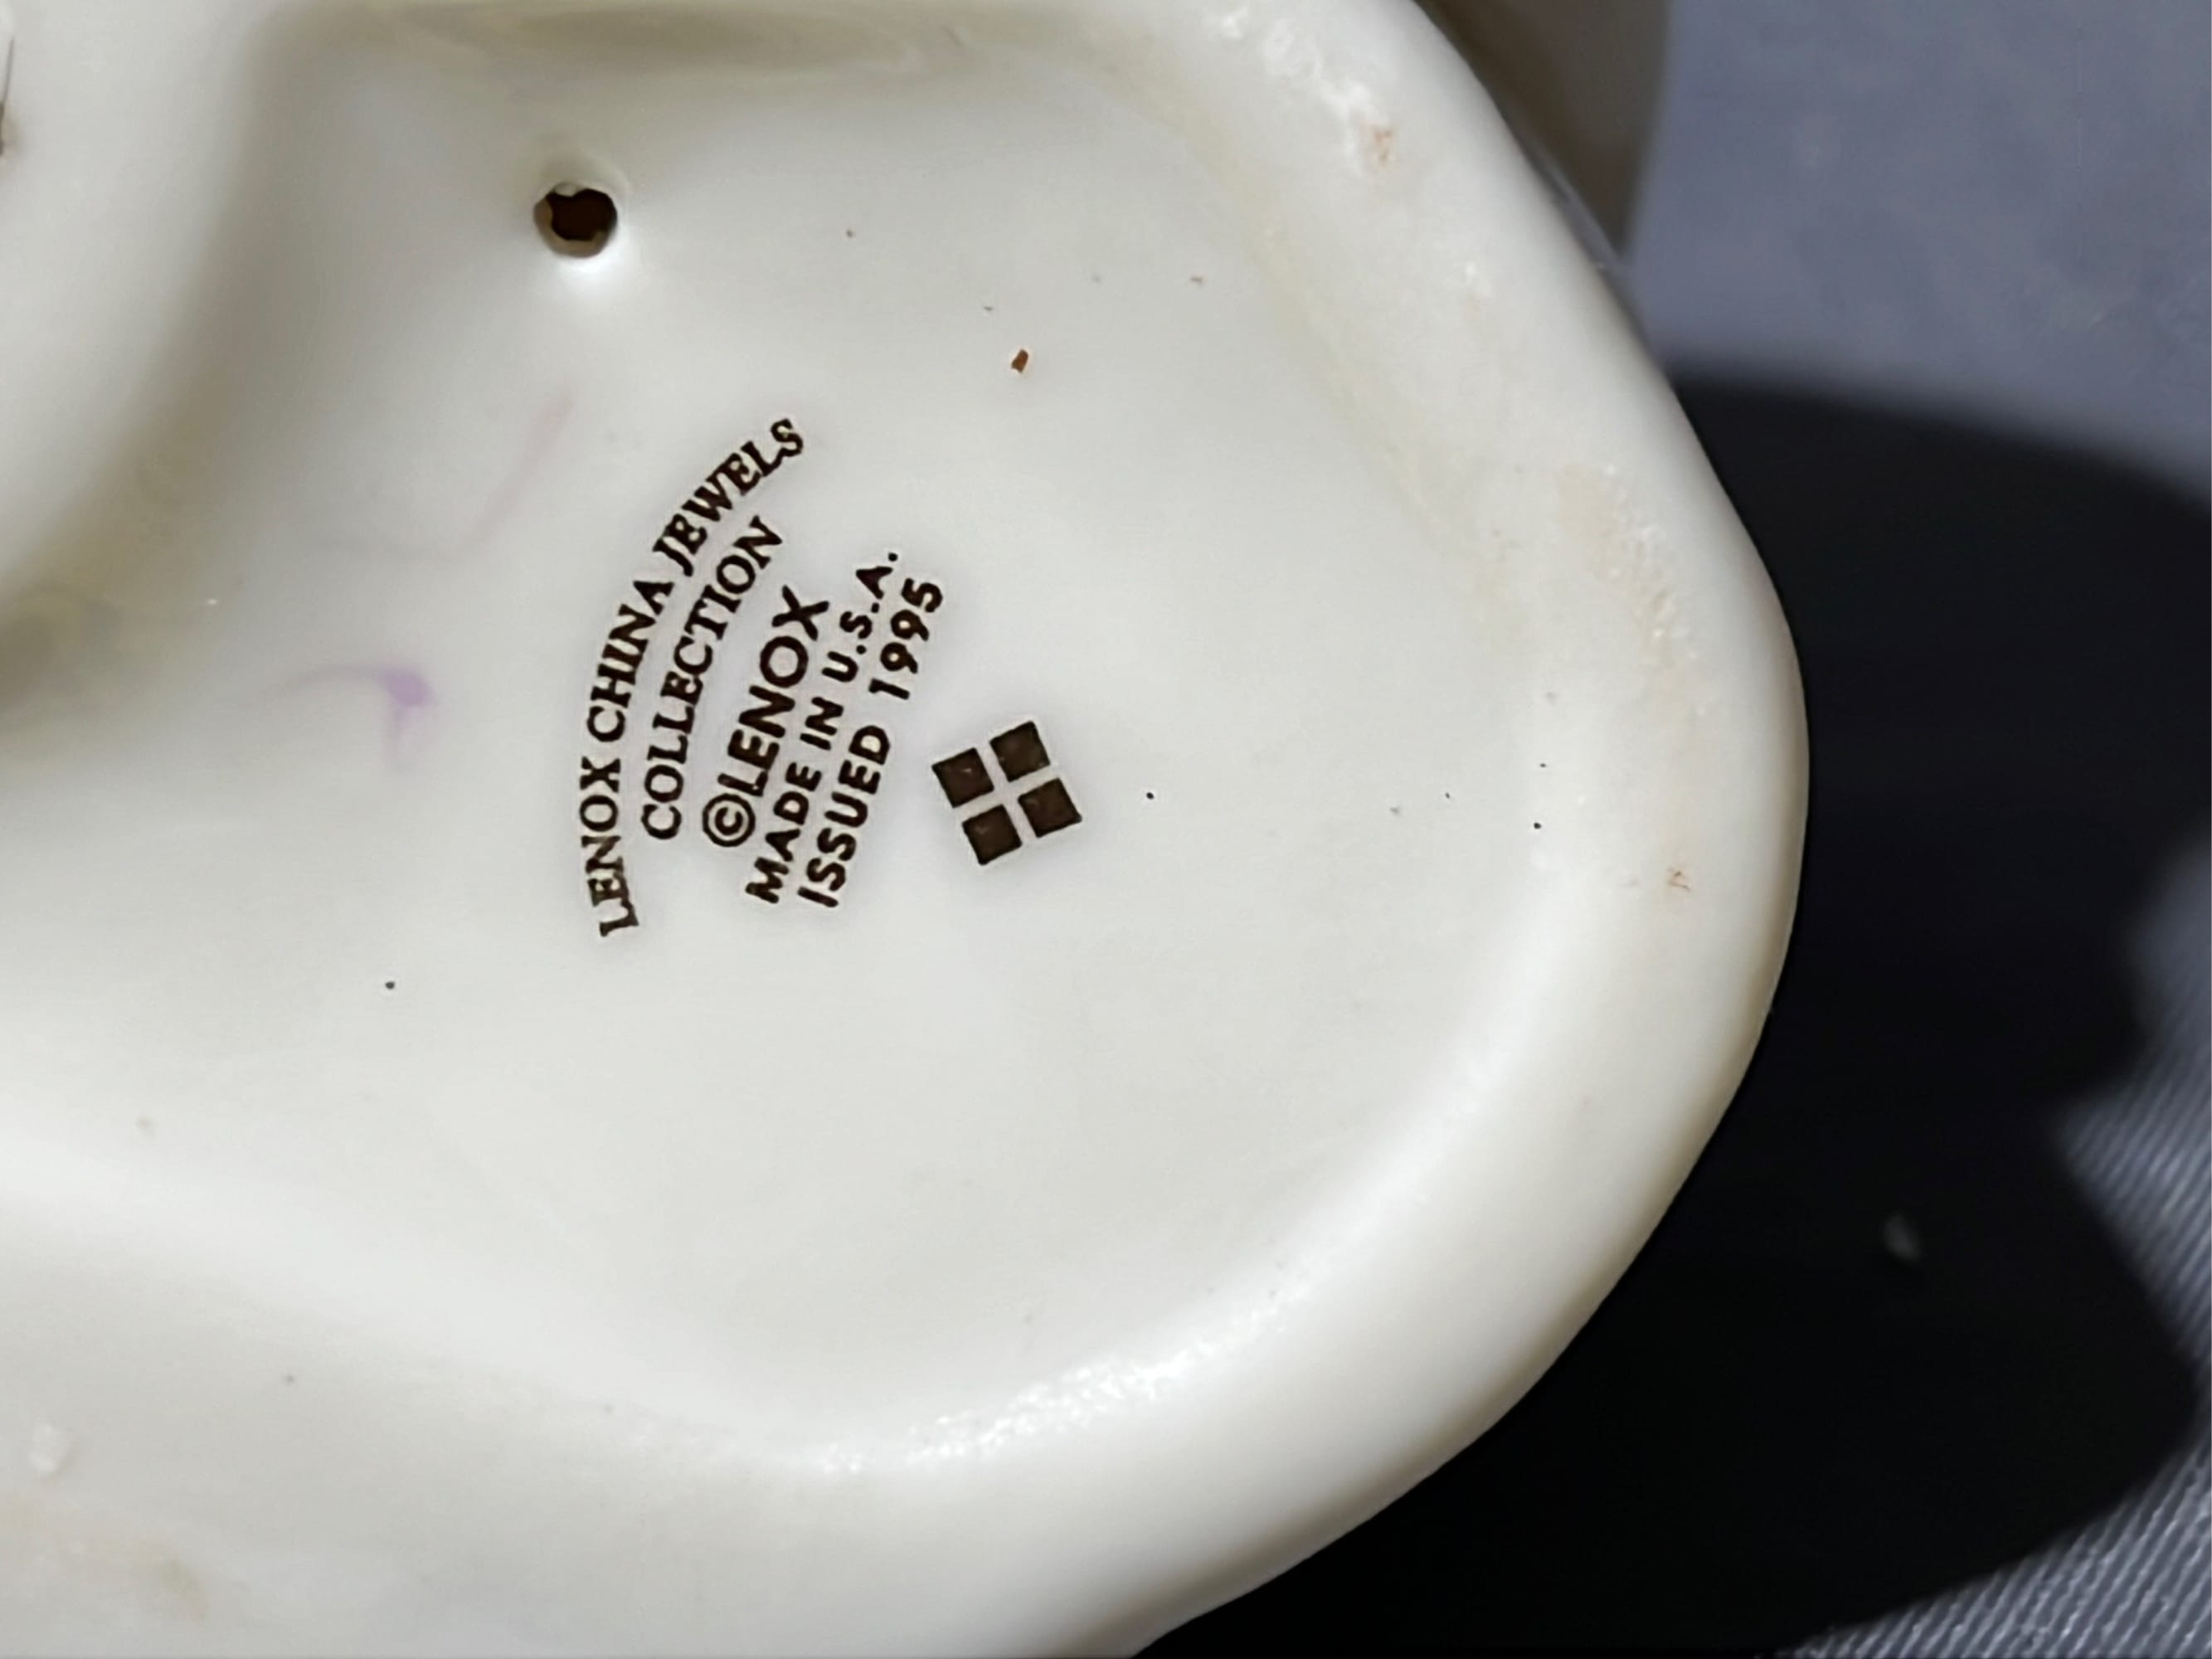 LENOX CHINA JEWELS
COLLECTION
©LENOX
MADE IN U.S.A.
ISSUED 1995